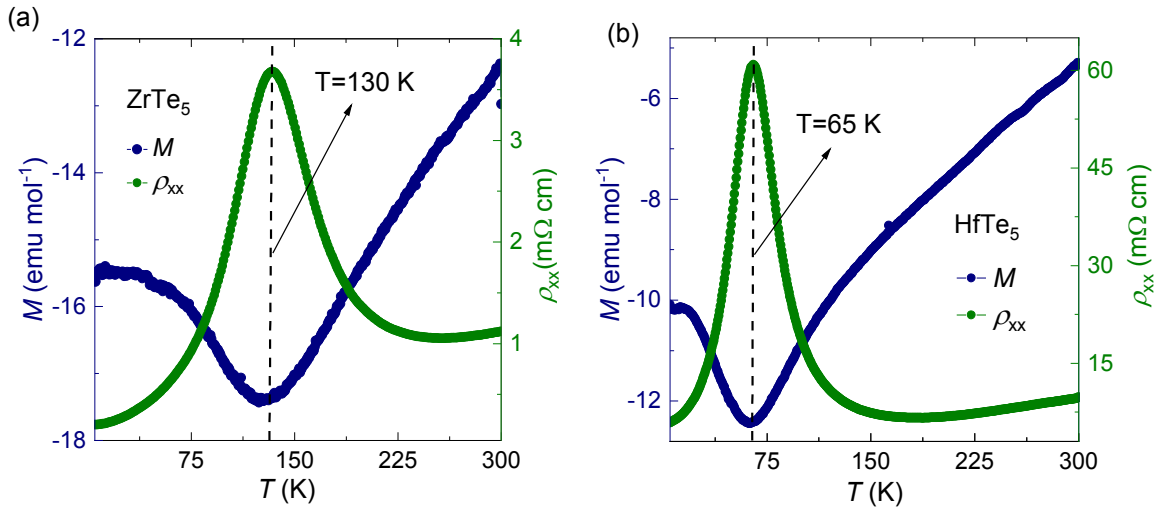 (a)
-12
-14
-16
-18
M (emu mol⁻¹)
ZrTe₅
M
ρₓₓ
T=130 K
4
3
2
1
ρₓₓ(mΩ cm)
75
150
225
300
T (K)
(b)
-6
-8
-10
-12
M (emu mol⁻¹)
T=65 K
HfTe₅
M
ρₓₓ
60
45
30
15
ρₓₓ (mΩ cm)
75
150
225
300
T (K)